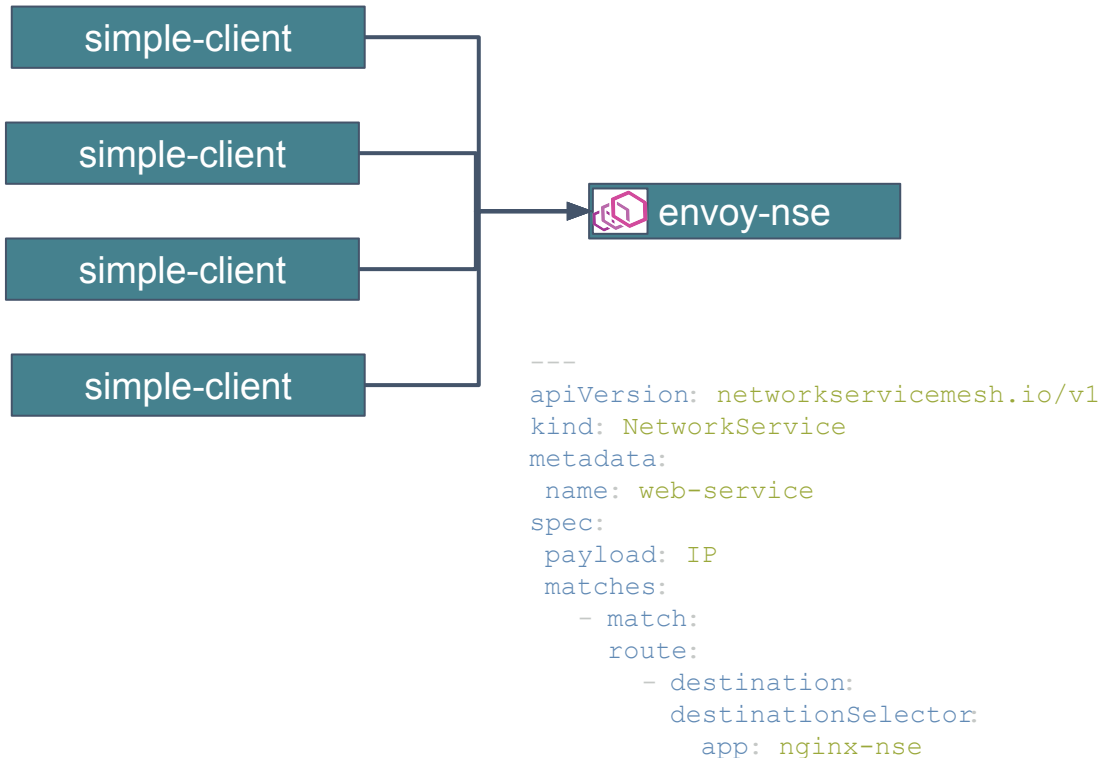 simple-client
simple-client
envoy-nse
simple-client
simple-client
---
apiVersion: networkservicemesh.io/v1
kind: NetworkService
metadata:
 name: web-service
spec:
 payload: IP
 matches:
   - match:
     route:
       - destination:
         destinationSelector:
           app: nginx-nse